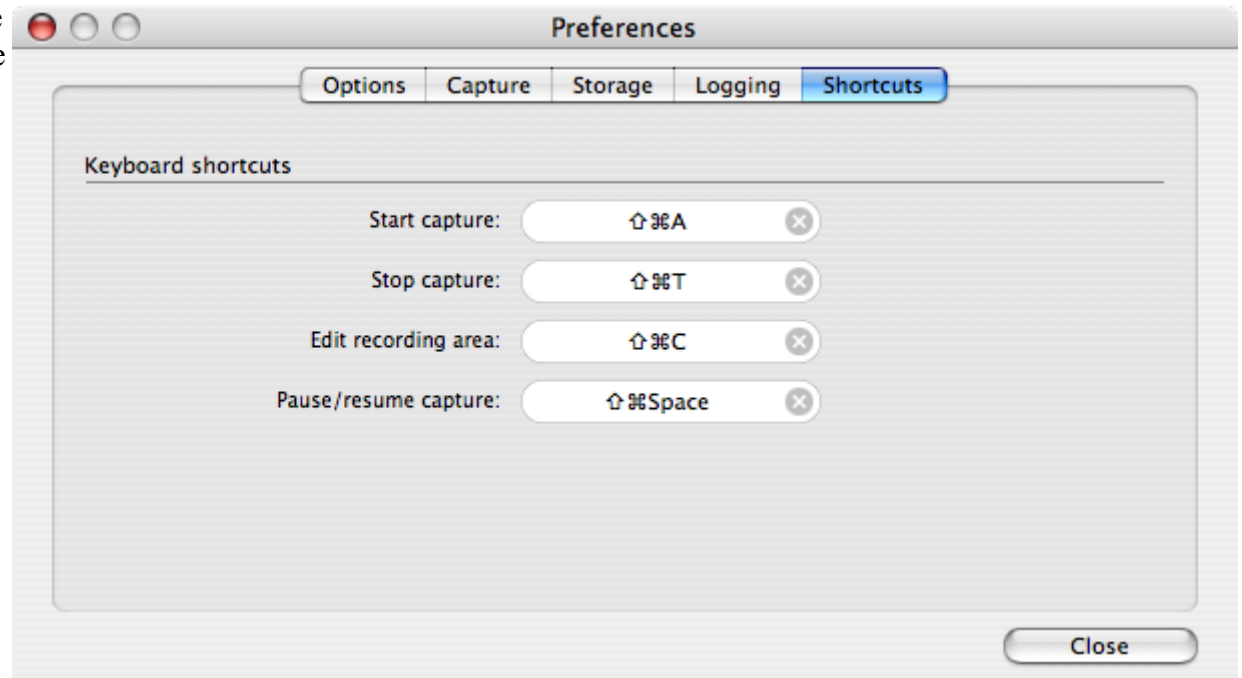 Preferences
Options Capture Storage Logging Shortcuts
Keyboard shortcuts
Start capture: ⇧⌘A
Stop capture: ⇧⌘T
Edit recording area: ⇧⌘C
Pause/resume capture: ⇧⌘Space
Close